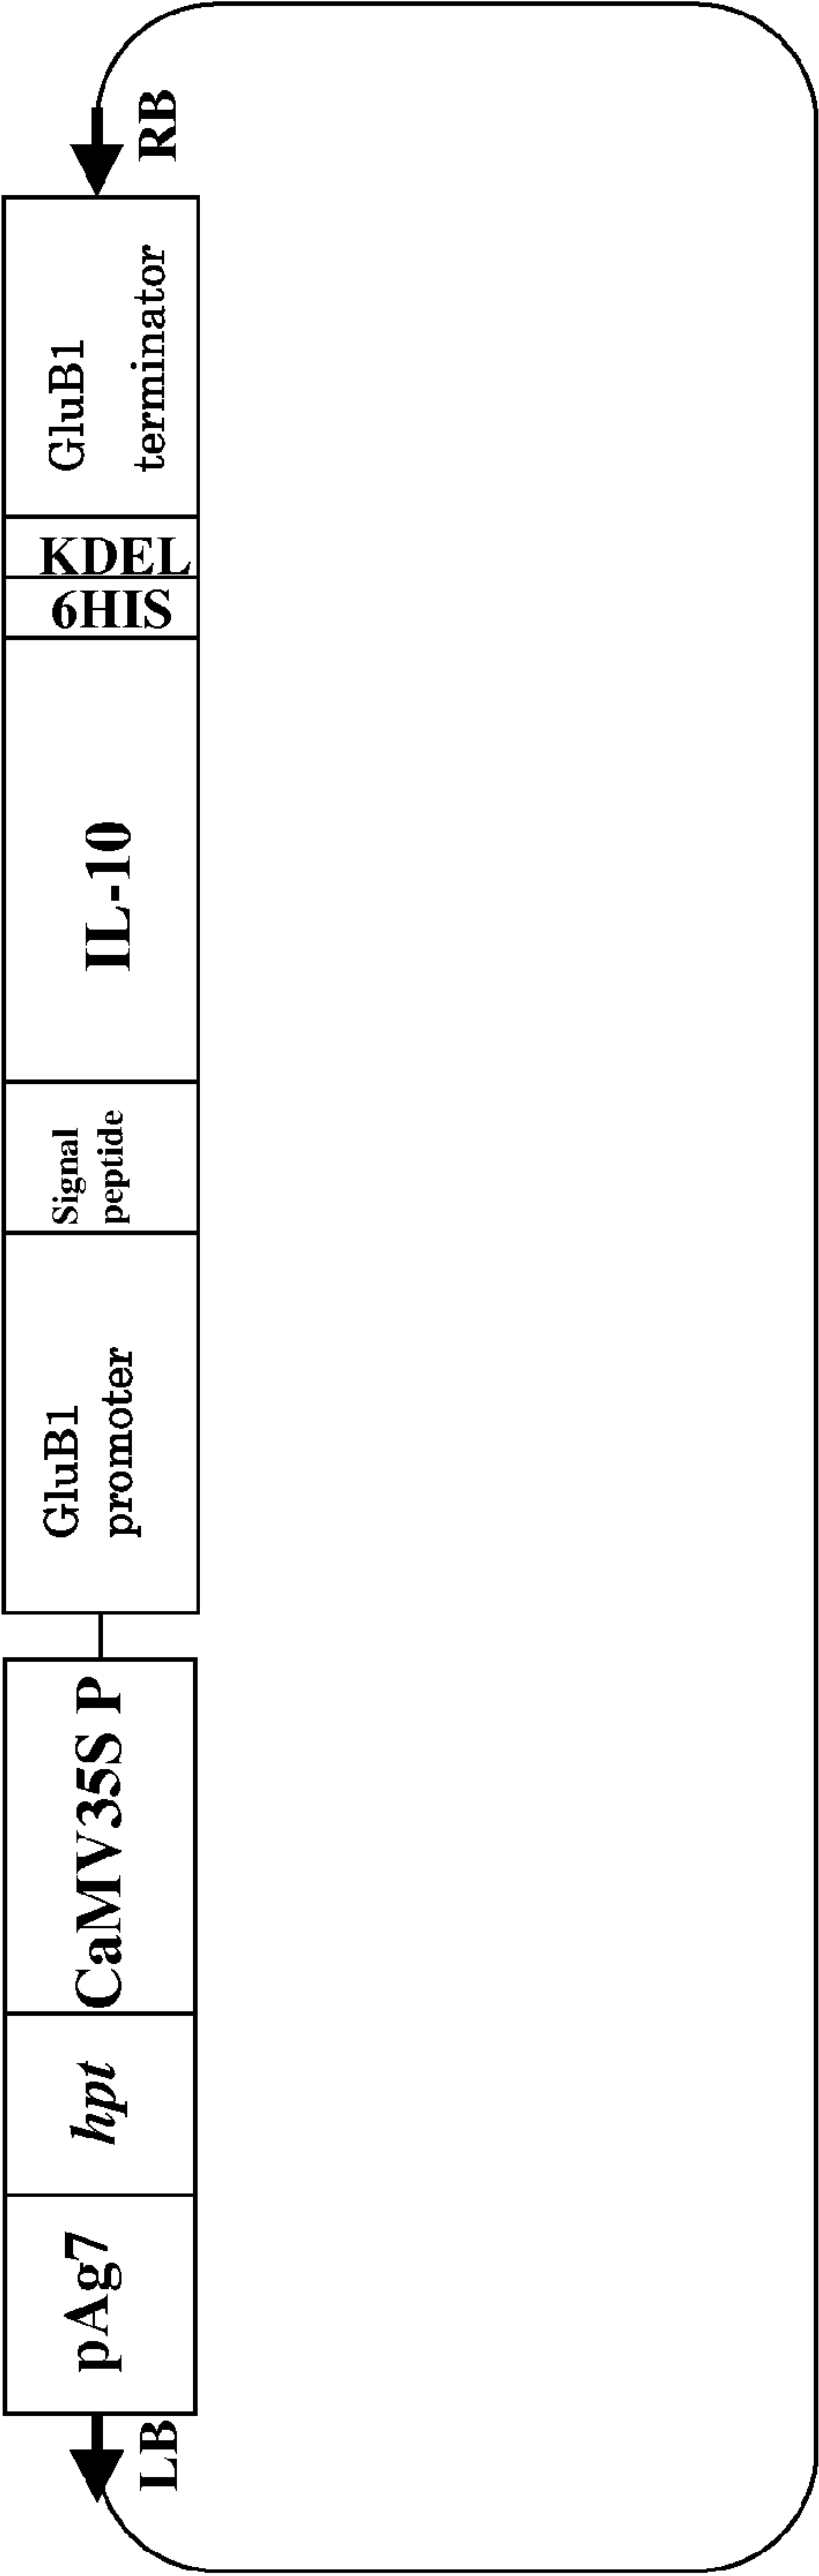 RB
GluB1
terminator
KDEL
6HIS
IL-10
Signal
peptide
GluB1
promoter
CaMV35S P
hpt
pAg7
LB